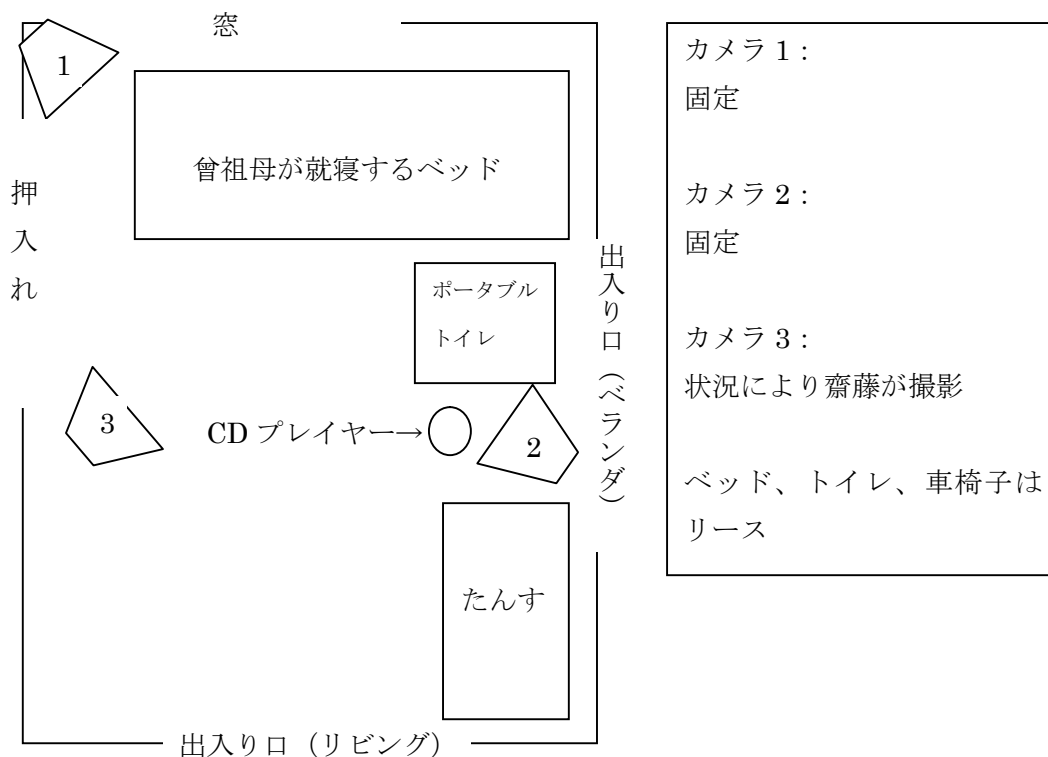 窓
1
曾祖母が就寝するベッド
押入れ
ポータブル
トイレ
出入り口（ベランダ）
3
CD プレイヤー→
2
たんす
出入り口（リビング）
カメラ 1：
固定
カメラ 2：
固定
カメラ 3：
状況により齋藤が撮影
ベッド、トイレ、車椅子は
リース